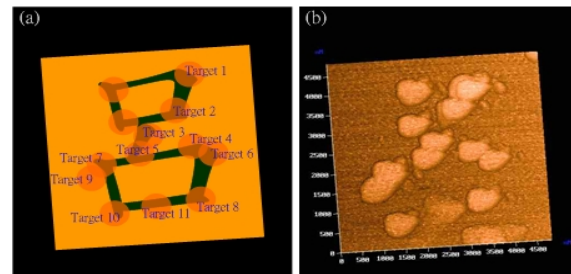 (a)
Target 1
Target 2
Target 3
Target 4
Target 5
Target 6
Target 7
Target 9
Target 10
Target 11
Target 8
(b)
4500
4000
3500
3000
2500
2000
1500
1000
500
0
0 500 1000 1500 2000 2500 3000 3500 4000 4500